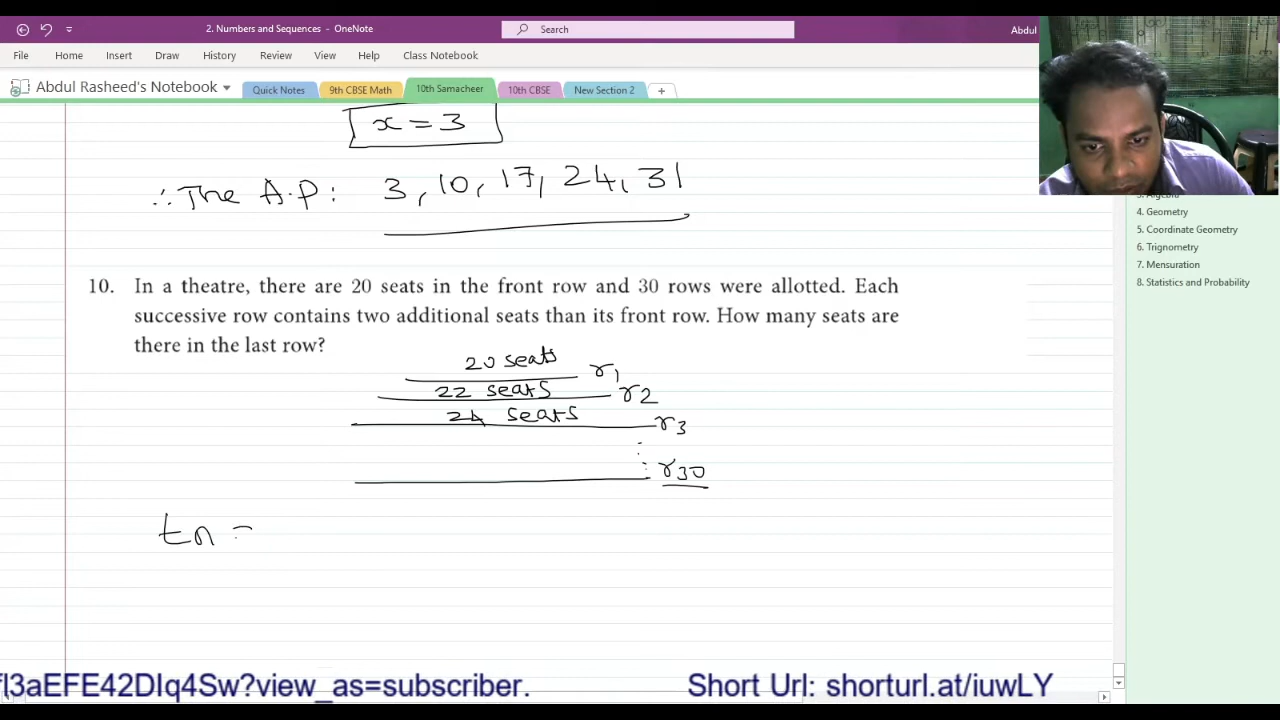 2. Numbers and Sequences - OneNote
Search
Abdul
File Home Insert Draw History Review View Help Class Notebook
Abdul Rasheed's Notebook
Quick Notes
9th CBSE Math
10th Samacheer
10th CBSE
New Section 2
x = 3
∴ The A.P: 3, 10, 17, 24, 31
4. Geometry
5. Coordinate Geometry
6. Trignometry
7. Mensuration
8. Statistics and Probability
10. In a theatre, there are 20 seats in the front row and 30 rows were allotted. Each
successive row contains two additional seats than its front row. How many seats are
there in the last row?
20 seats r1
22 seats r2
24 seats r3
r30
tn =
fl3aEFE42DIq4Sw?view_as=subscriber.
Short Url: shorturl.at/iuwLY